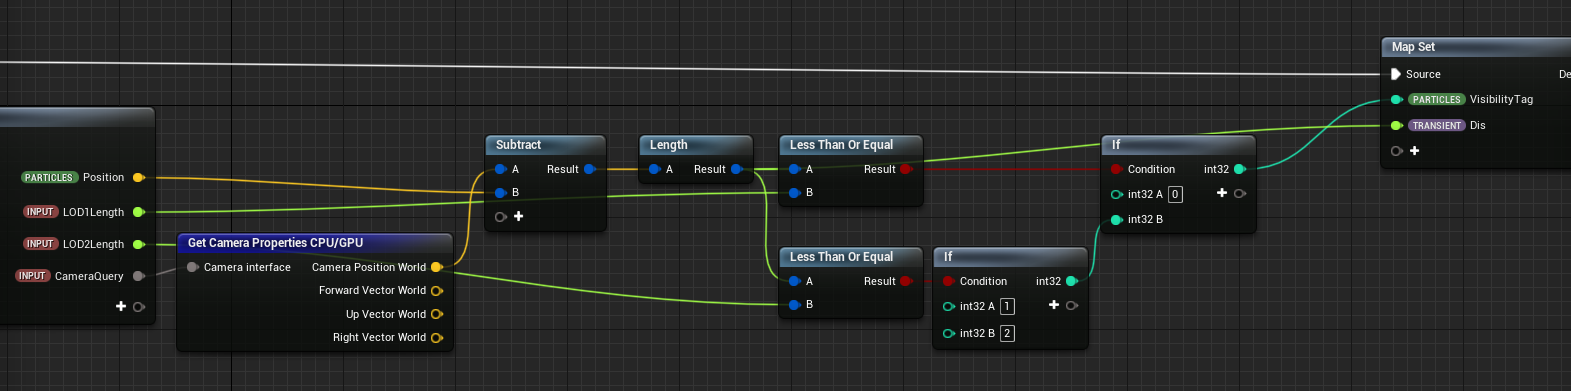 Map Set
Source
De
PARTICLES VisibilityTag
TRANSIENT Dis
PARTICLES Position
INPUT LOD1Length
INPUT LOD2Length
INPUT CameraQuery
Get Camera Properties CPU/GPU
Camera interface Camera Position World
Forward Vector World
Up Vector World
Right Vector World
Subtract
A Result
B
Length
A Result
Less Than Or Equal
A Result
B
If
Condition int32
int32 A 0
int32 B
Less Than Or Equal
A Result
B
If
Condition int32
int32 A 1
int32 B 2